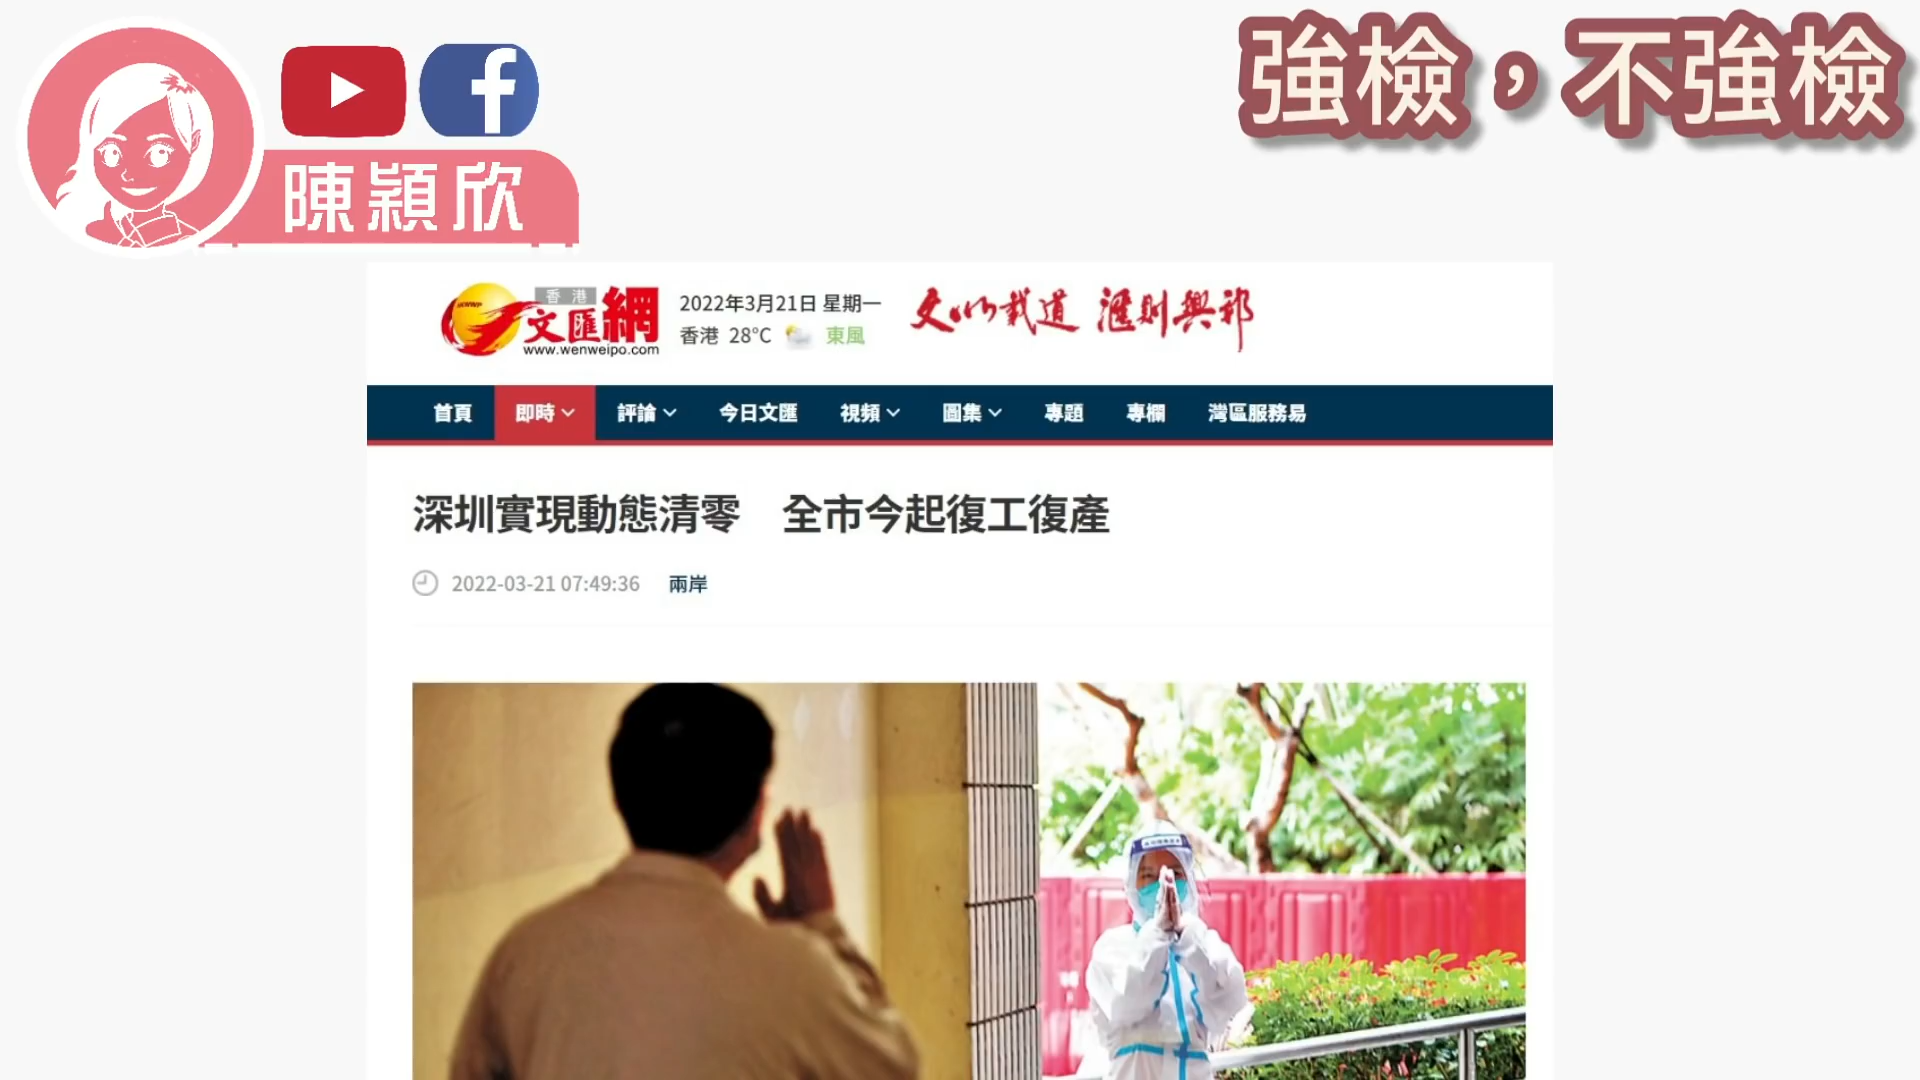 強檢，不強檢
陳穎欣
香港
文匯網
www.wenweipo.com
2022年3月21日 星期一
香港 28°C 東風
文以載道 滙則興邦
首頁 即時 評論 今日文匯 視頻 圖集 專題 專欄 灣區服務易
深圳實現動態清零 全市今起復工復產
2022-03-21 07:49:36 兩岸